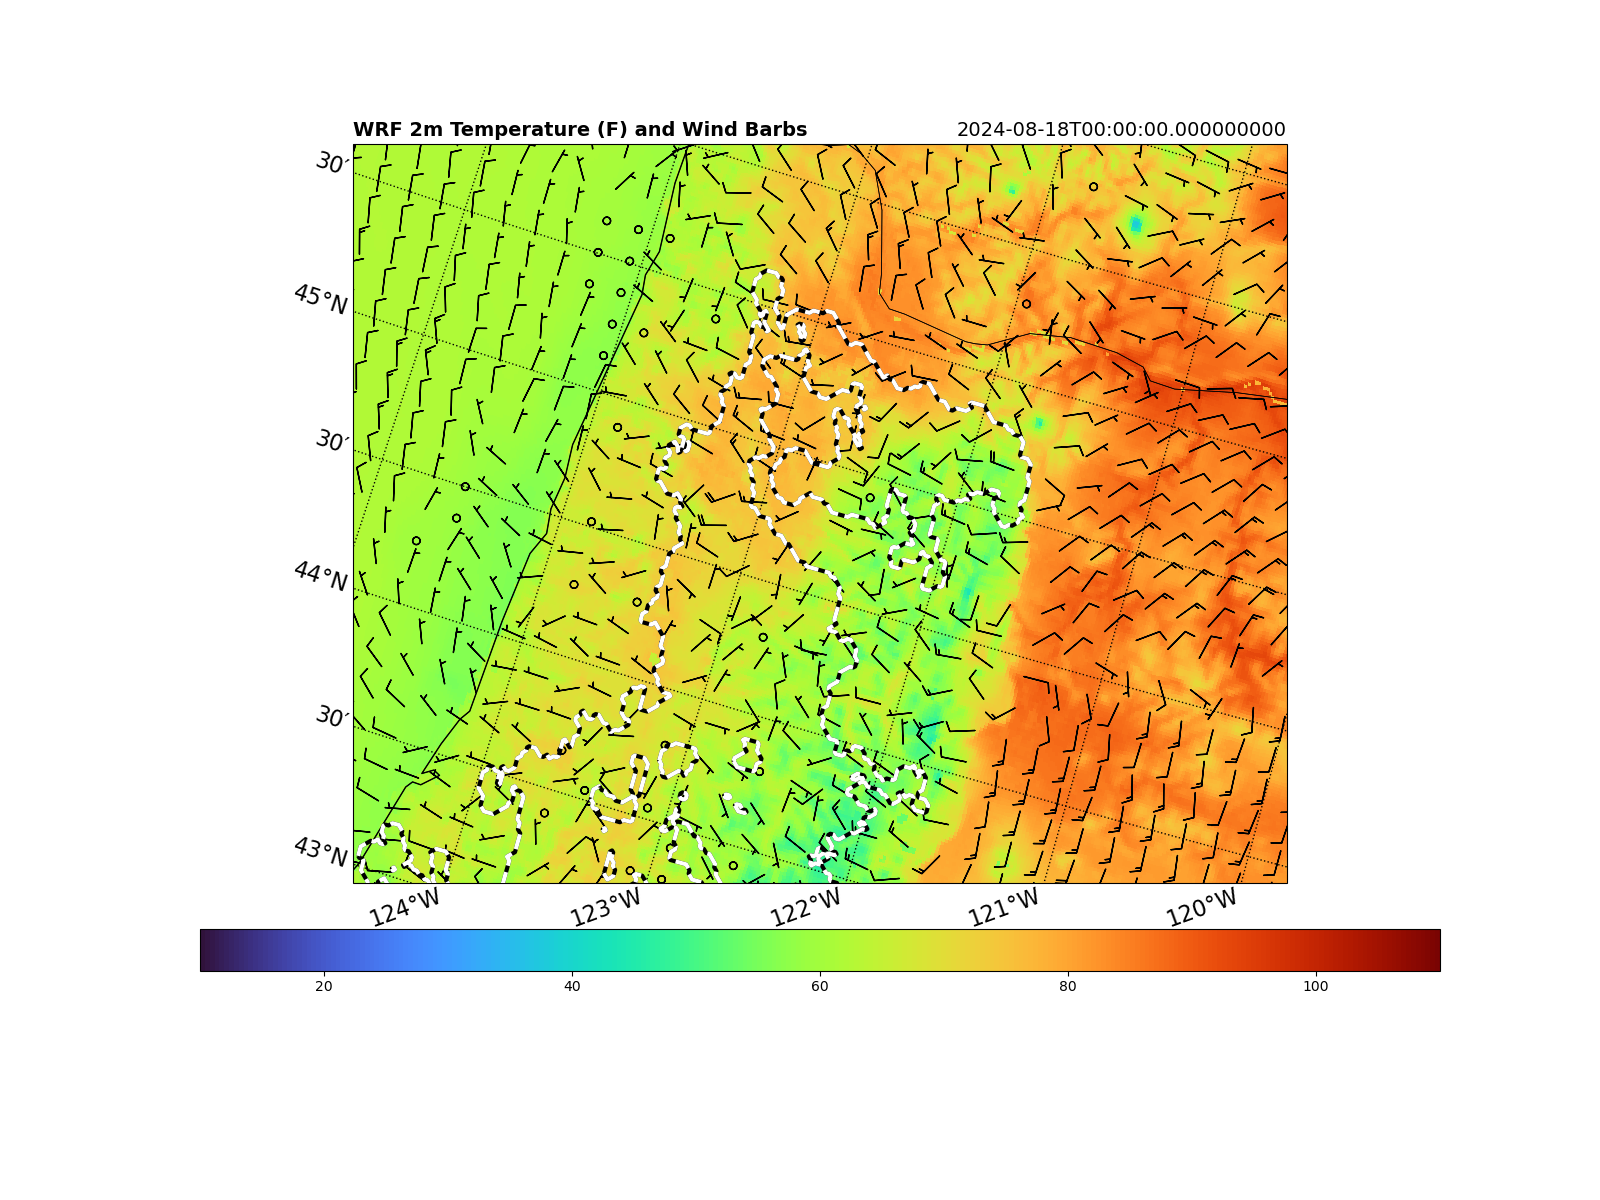 WRF 2m Temperature (F) and Wind Barbs
2024-08-18T00:00:00.000000000
30′
45°N
30′
44°N
30′
43°N
124°W
123°W
122°W
121°W
120°W
20
40
60
80
100